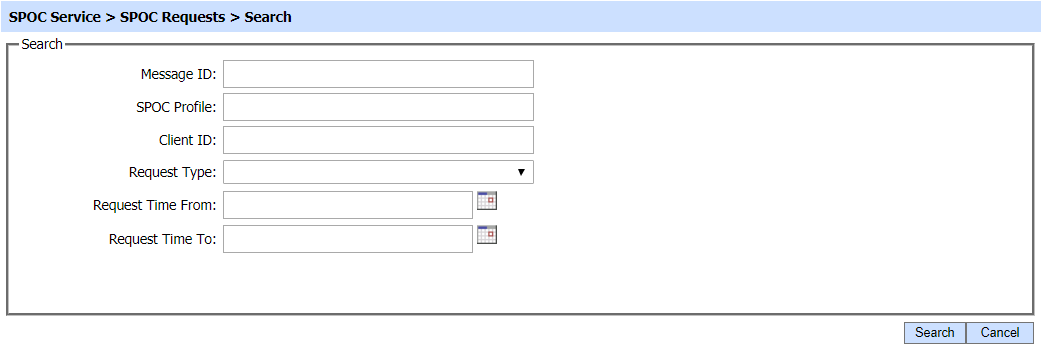 SPOC Service > SPOC Requests > Search
Search
Message ID:
SPOC Profile:
Client ID:
Request Type:
Request Time From:
Request Time To:
Search Cancel